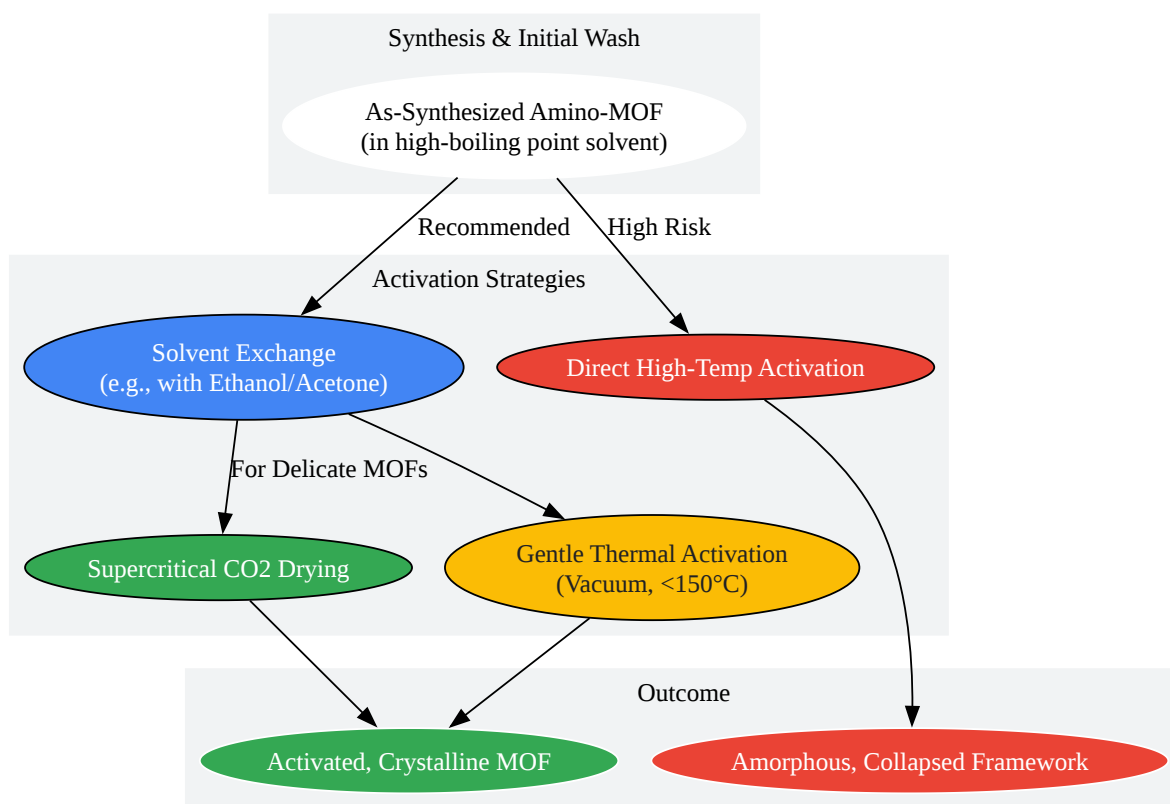 Synthesis & Initial Wash
As-Synthesized Amino-MOF
(in high-boiling point solvent)
Recommended
High Risk
Activation Strategies
Solvent Exchange
(e.g., with Ethanol/Acetone)
Direct High-Temp Activation
For Delicate MOFs
Supercritical CO2 Drying
Gentle Thermal Activation
(Vacuum, <150°C)
Outcome
Activated, Crystalline MOF
Amorphous, Collapsed Framework